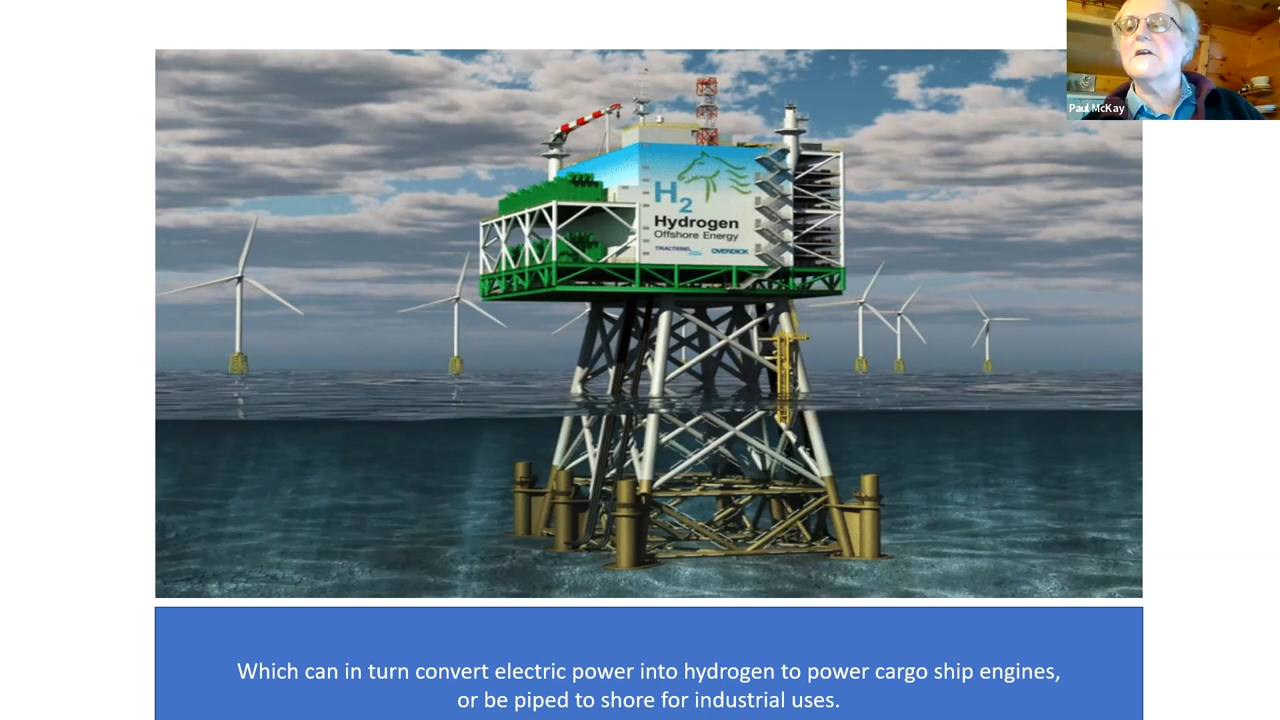 Paul McKay
H2
Hydrogen
Offshore Energy
TRACTEBEL
OVERDICK
Which can in turn convert electric power into hydrogen to power cargo ship engines,
or be piped to shore for industrial uses.